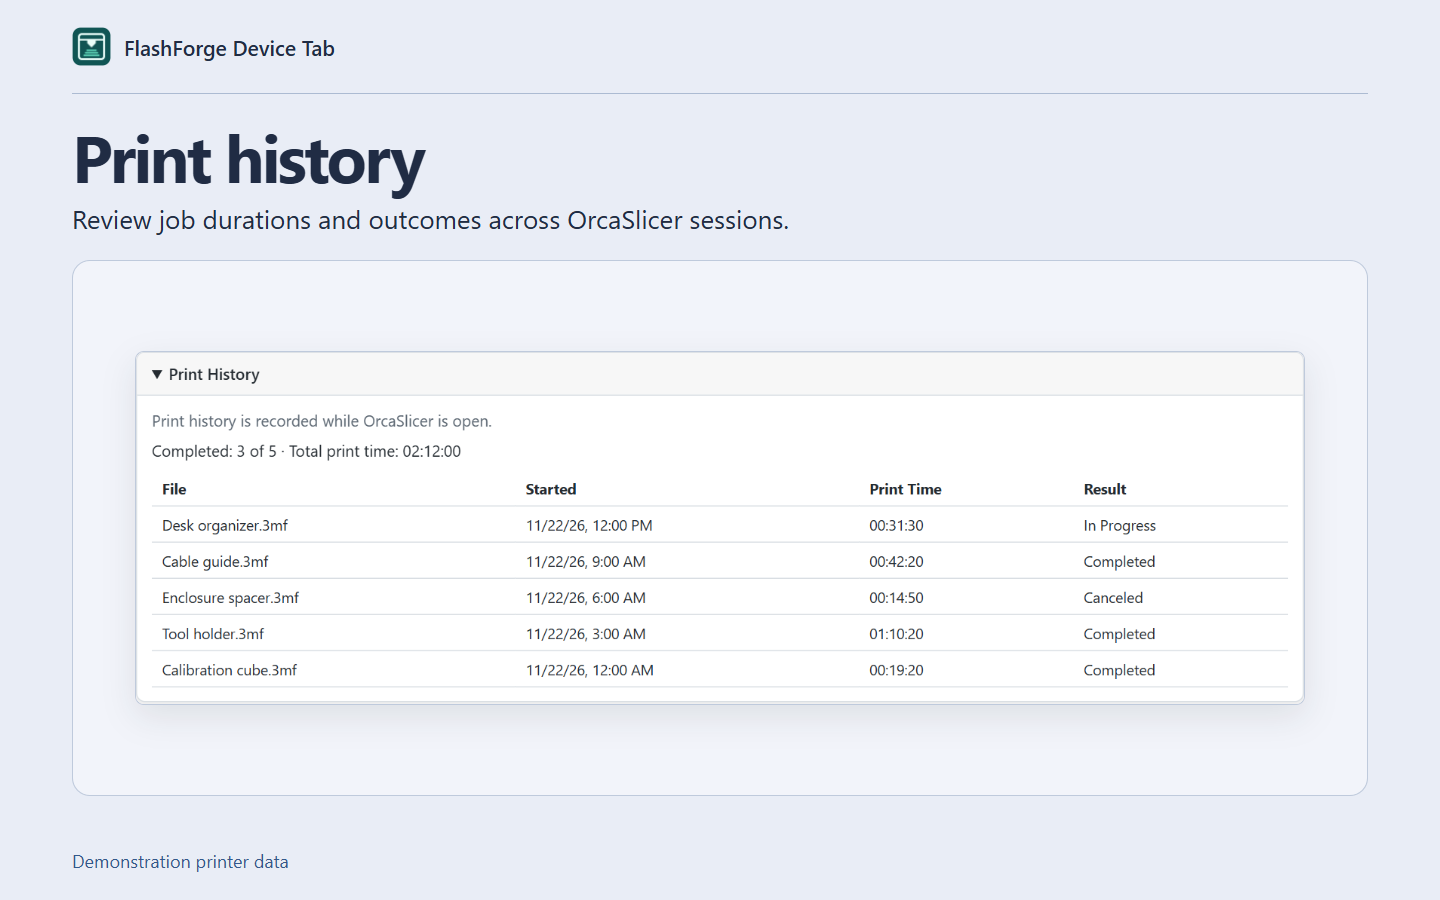 FlashForge Device Tab
Print history
Review job durations and outcomes across OrcaSlicer sessions.
▼ Print History
Print history is recorded while OrcaSlicer is open.
Completed: 3 of 5 · Total print time: 02:12:00
File Started Print Time Result
Desk organizer.3mf 11/22/26, 12:00 PM 00:31:30 In Progress
Cable guide.3mf 11/22/26, 9:00 AM 00:42:20 Completed
Enclosure spacer.3mf 11/22/26, 6:00 AM 00:14:50 Canceled
Tool holder.3mf 11/22/26, 3:00 AM 01:10:20 Completed
Calibration cube.3mf 11/22/26, 12:00 AM 00:19:20 Completed
Demonstration printer data